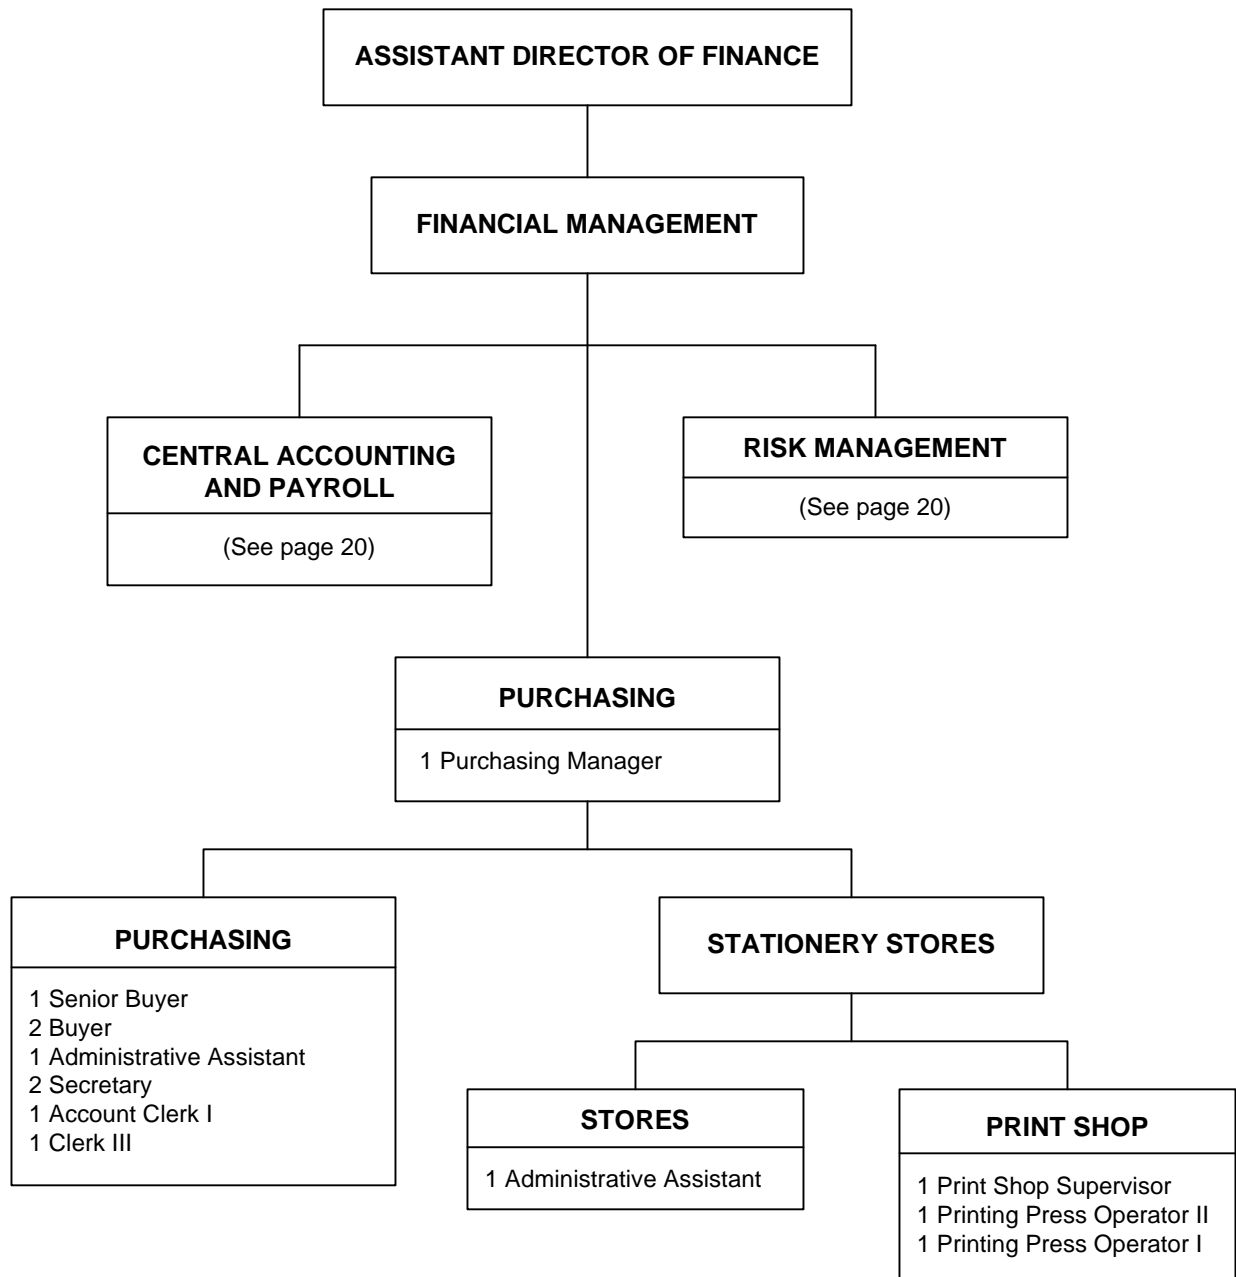 ASSISTANT DIRECTOR OF FINANCE
FINANCIAL MANAGEMENT
CENTRAL ACCOUNTING
AND PAYROLL
(See page 20)
RISK MANAGEMENT
(See page 20)
PURCHASING
1 Purchasing Manager
PURCHASING
1 Senior Buyer
2 Buyer
1 Administrative Assistant
2 Secretary
1 Account Clerk I
1 Clerk III
STATIONERY STORES
STORES
1 Administrative Assistant
PRINT SHOP
1 Print Shop Supervisor
1 Printing Press Operator II
1 Printing Press Operator I